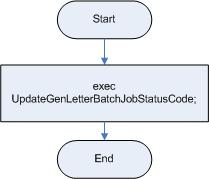 Start
exec
UpdateGenLetterBatchJobStatusCode;
End